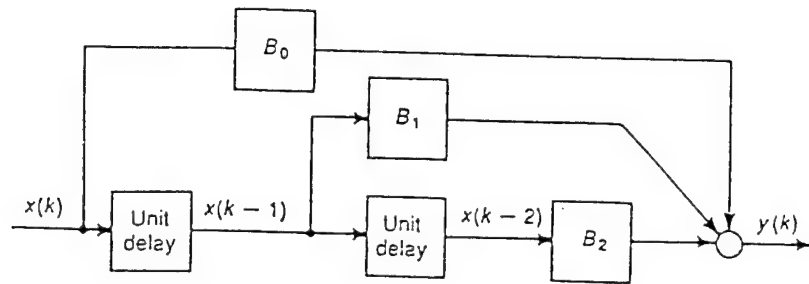 B₀
B₁
x(k)
Unit
delay
x(k − 1)
Unit
delay
x(k − 2)
B₂
y(k)